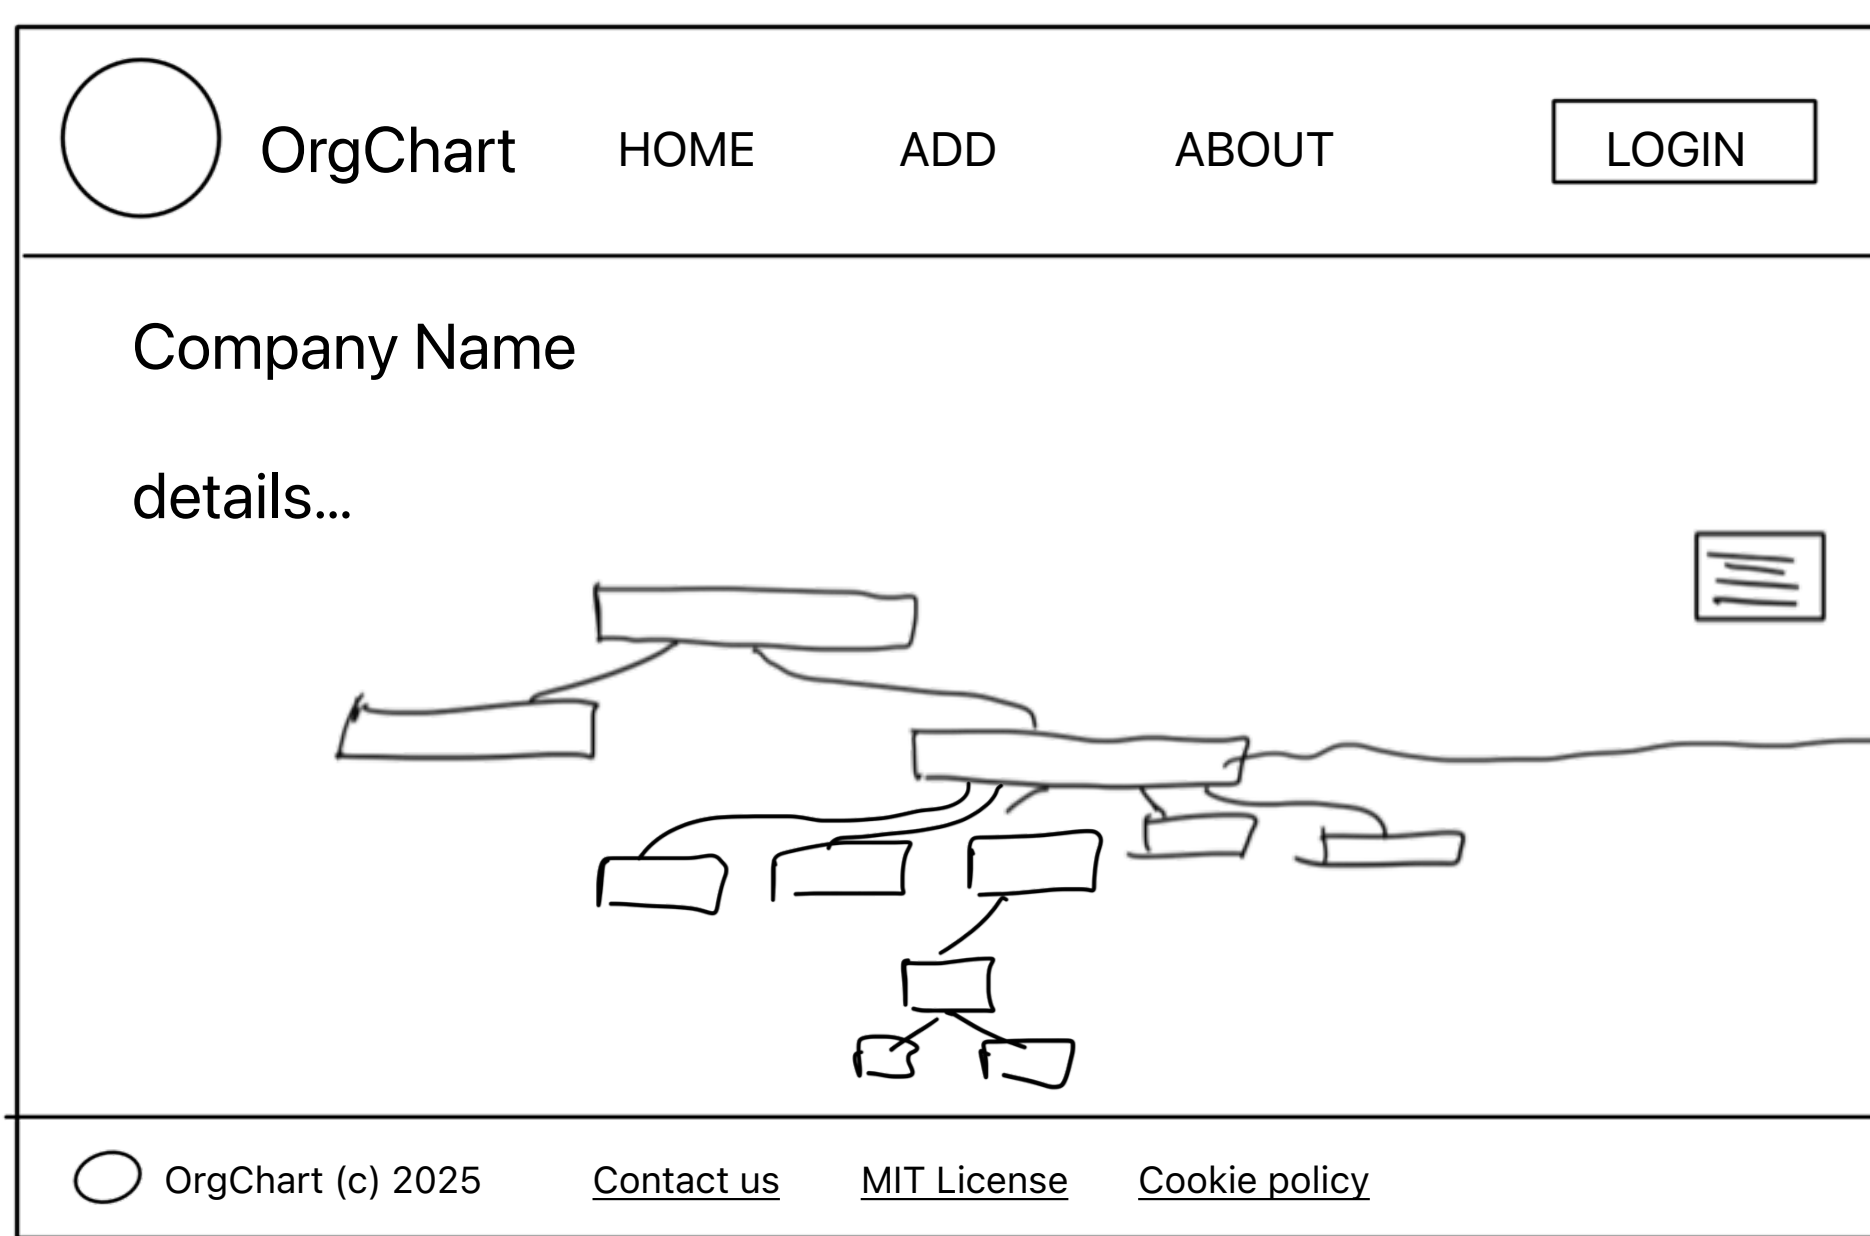 OrgChart HOME ADD ABOUT LOGIN
Company Name
details...
OrgChart (c) 2025 Contact us MIT License Cookie policy